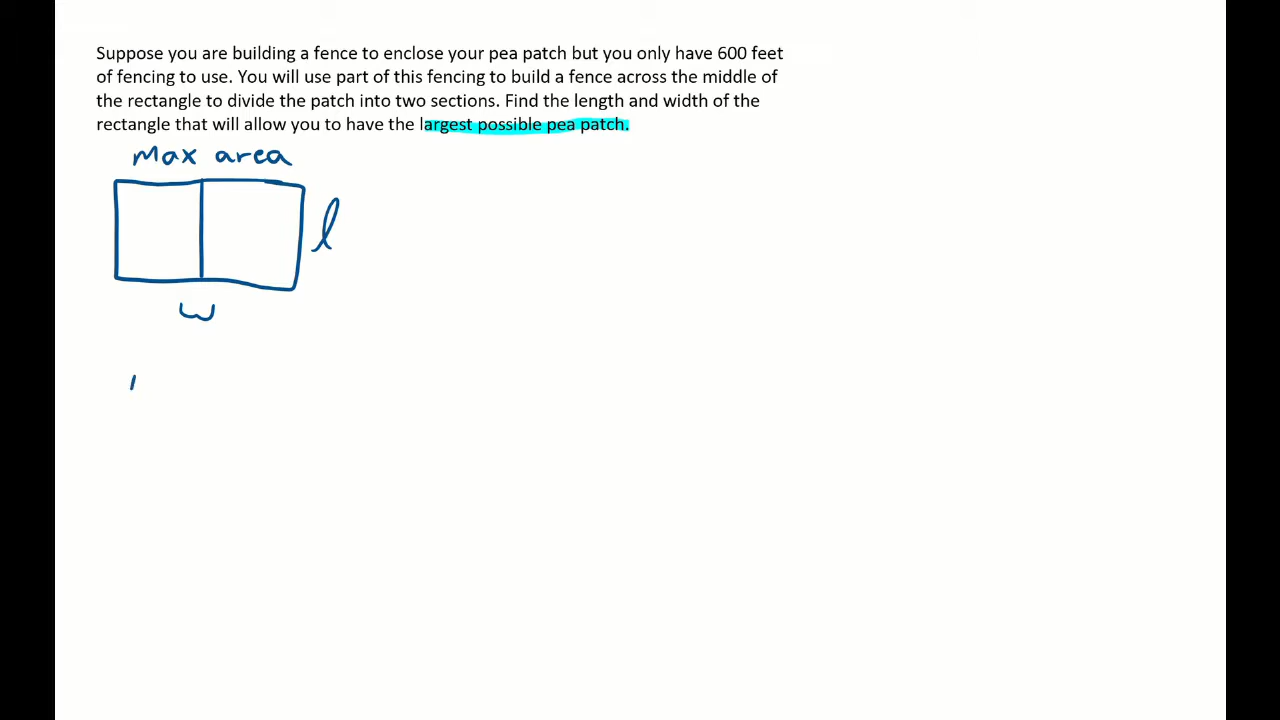 Suppose you are building a fence to enclose your pea patch but you only have 600 feet
of fencing to use. You will use part of this fencing to build a fence across the middle of
the rectangle to divide the patch into two sections. Find the length and width of the
rectangle that will allow you to have the largest possible pea patch.
Max area
l
w